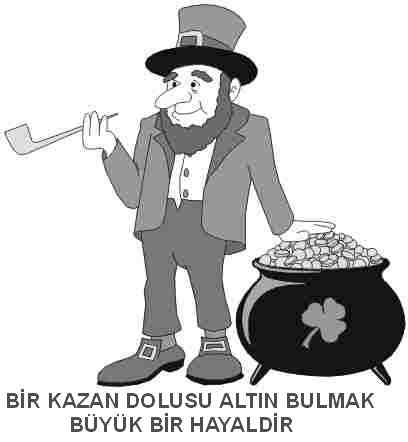 BİR KAZAN DOLUSU ALTIN BULMAK
BÜYÜK BİR HAYALDİR